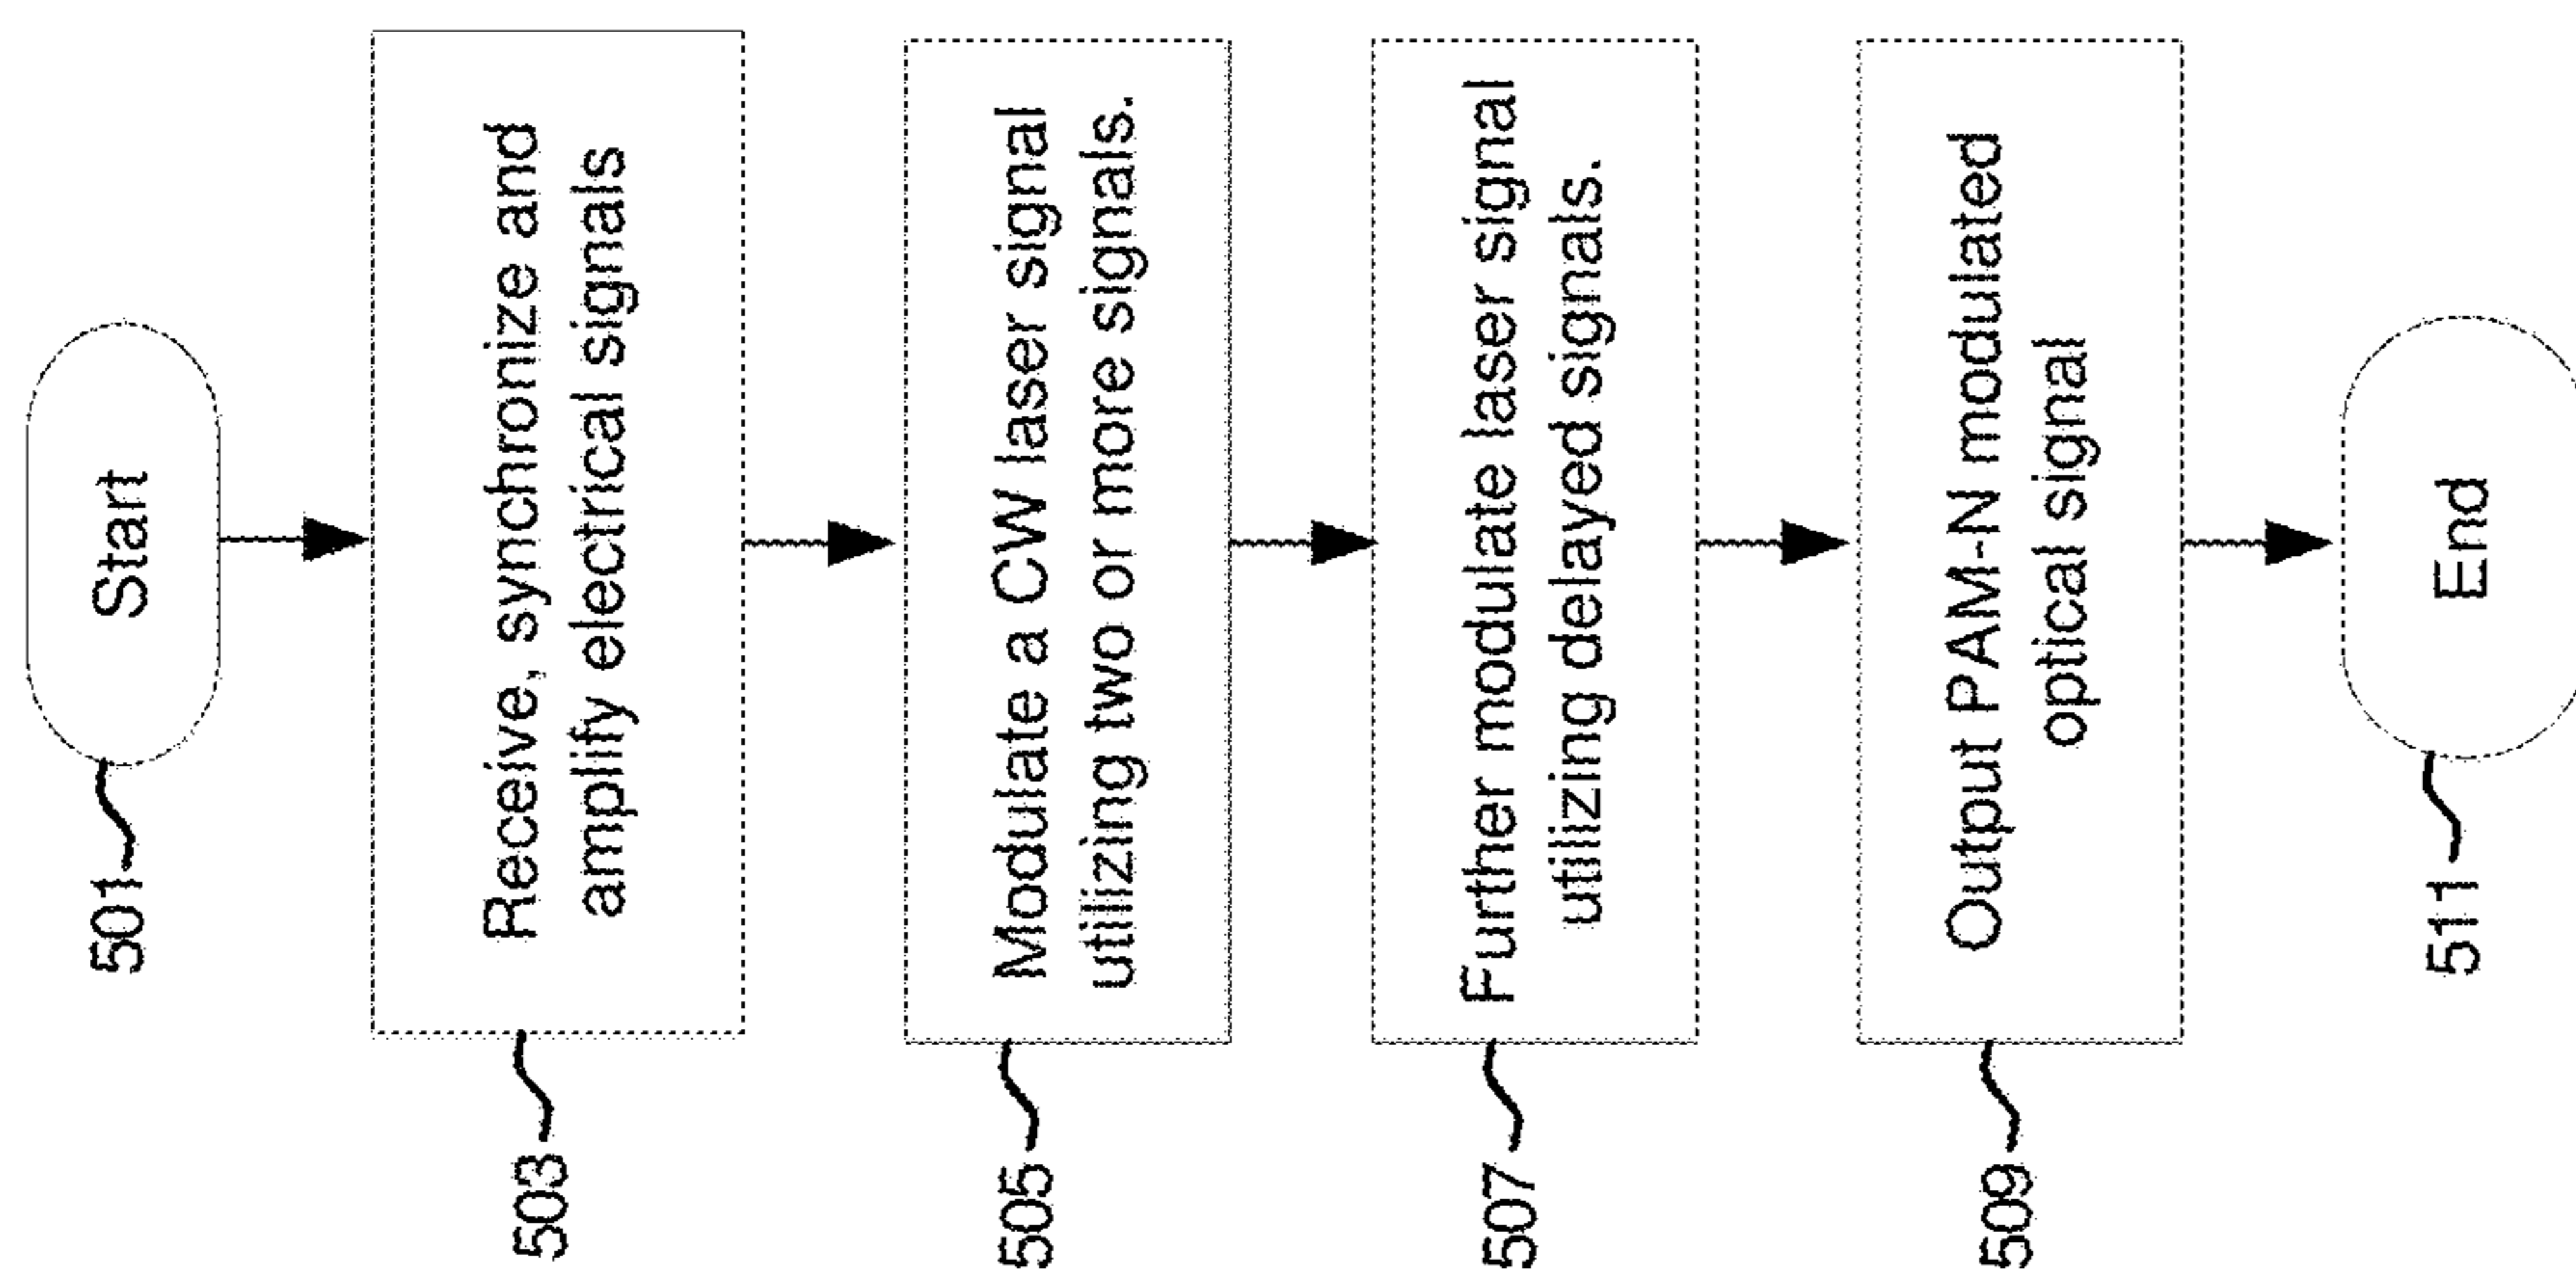 Start
501
Receive, synchronize and
amplify electrical signals
503
Modulate a CW laser signal
utilizing two or more signals.
505
Further modulate laser signal
utilizing delayed signals.
507
Output PAM-N modulated
optical signal
509
End
511